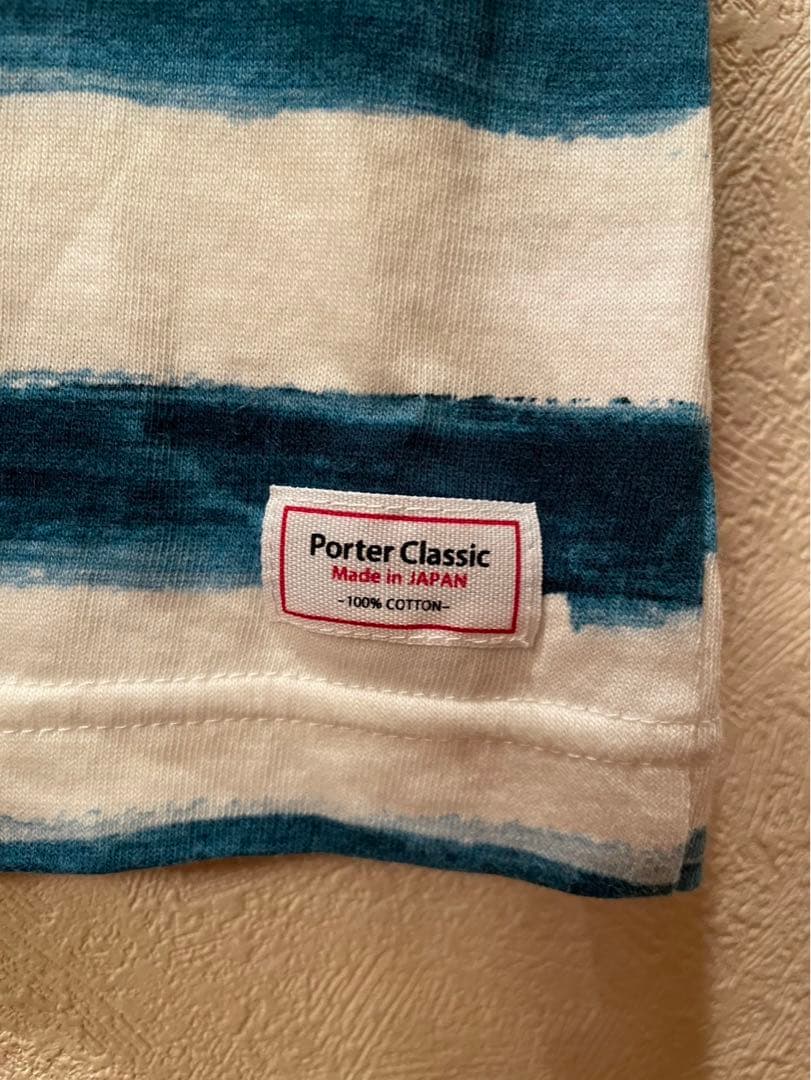 Porter Classic
Made in JAPAN
-100% COTTON-